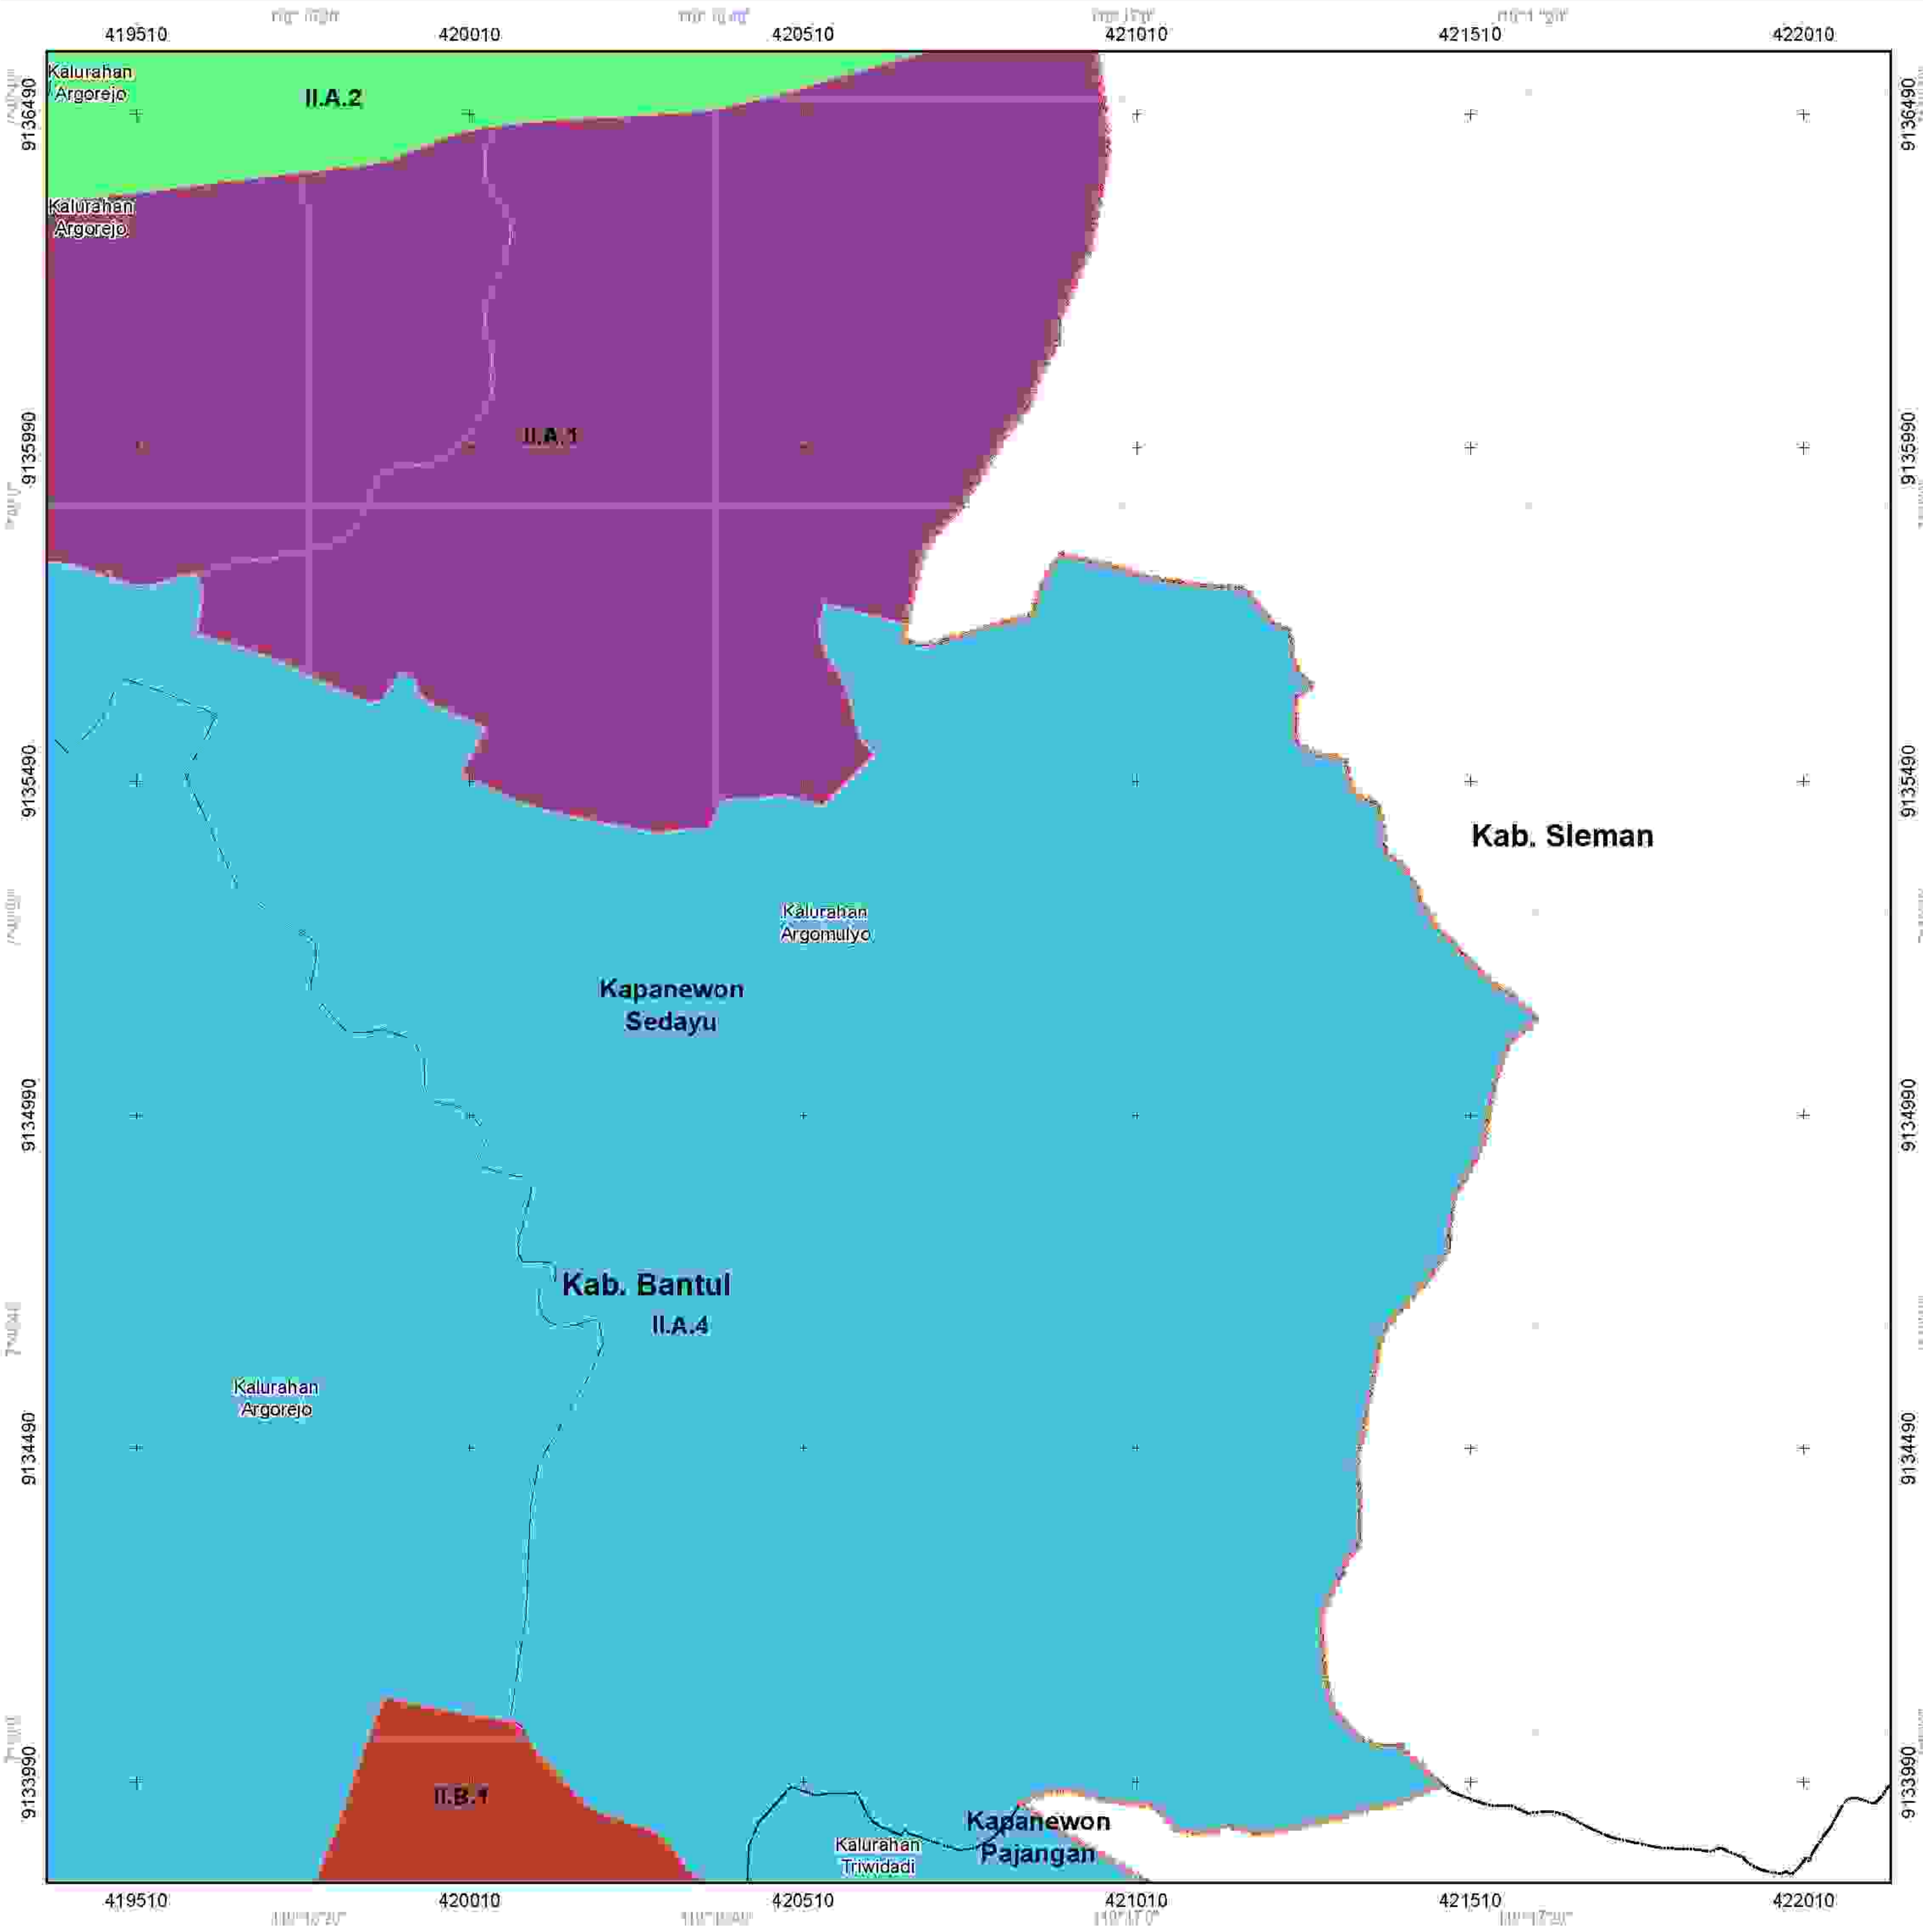 419510 420010 420510 421010 421510 422010
9136490
9136490
Kalurahan
Argorejo
II.A.2
Kalurahan
Argorejo
II.A.1
9135990
9135990
9135490
9135490
Kab. Sleman
Kalurahan
Argomulyo
Kapanewon
Sedayu
9134990
9134990
Kab. Bantul
II.A.4
Kalurahan
Argorejo
9134490
9134490
9133990
9133990
II.B.1
Kapanewon
Pajangan
Kalurahan
Triwidadi
419510 420010 420510 421010 421510 422010